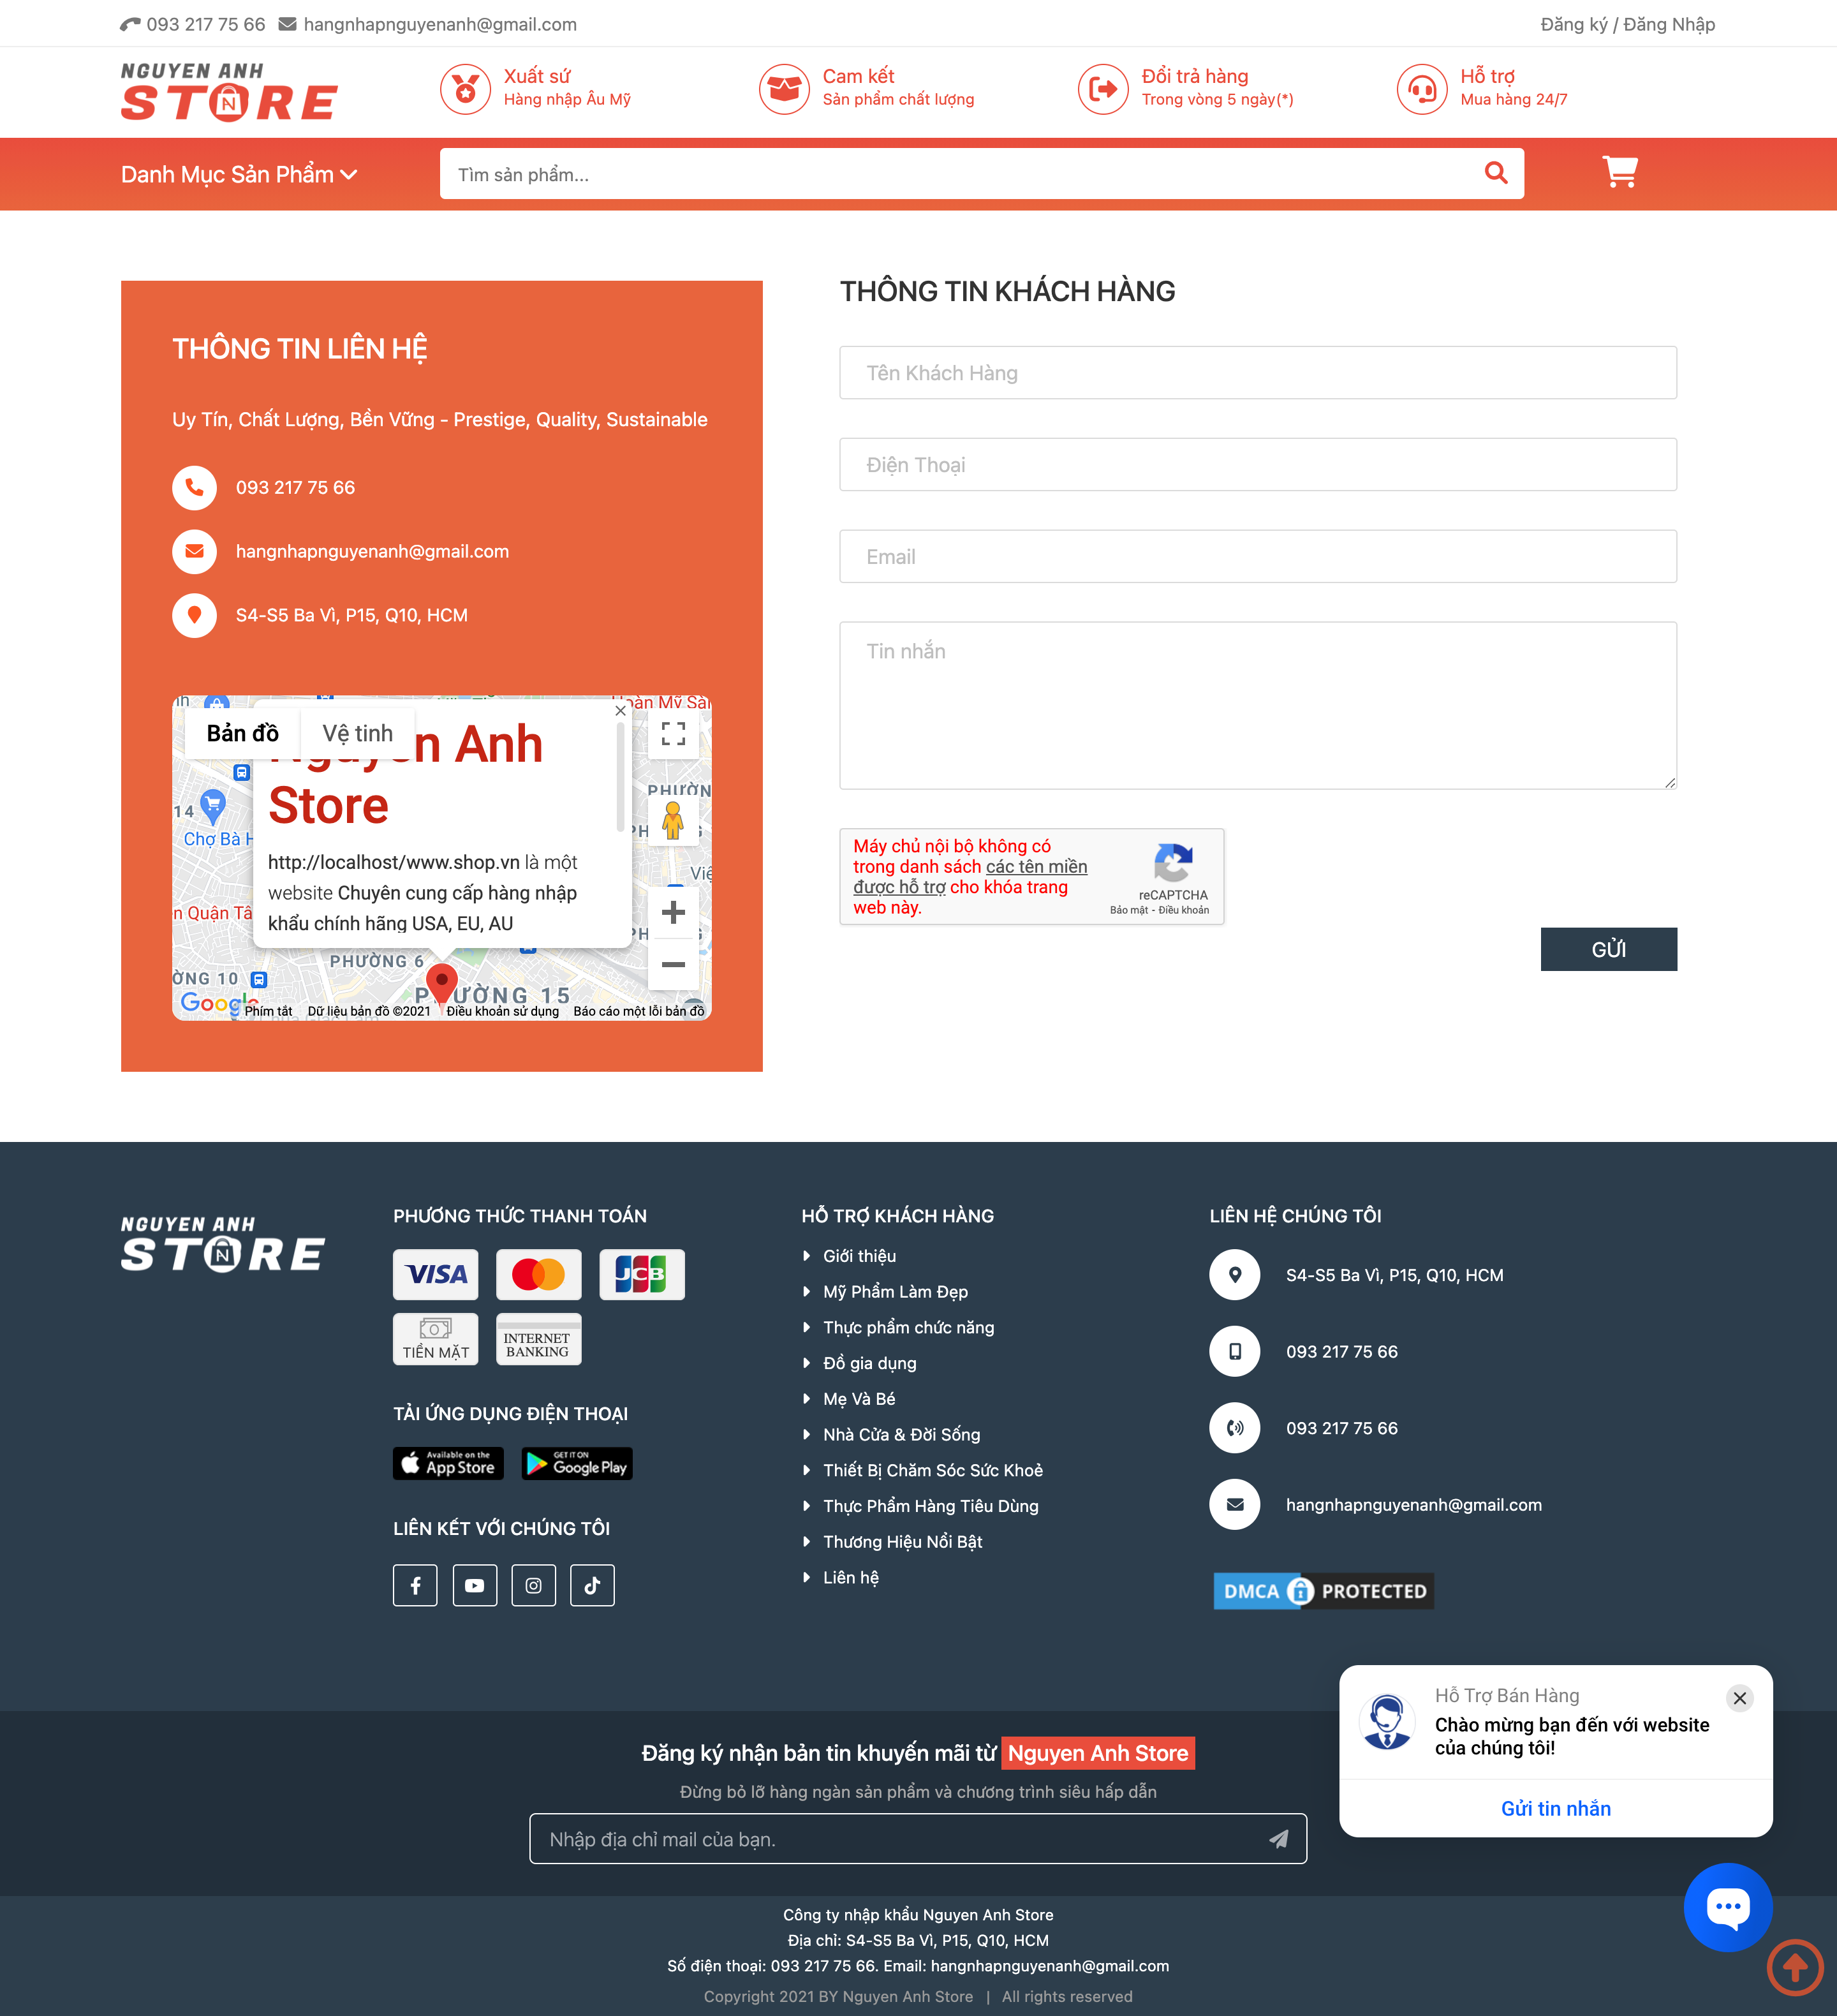 093 217 75 66 hangnhapnguyenanh@gmail.com
Đăng ký / Đăng Nhập
NGUYEN ANH
STORE
Xuất sứ
Hàng nhập Âu Mỹ
Cam kết
Sản phẩm chất lượng
Đổi trả hàng
Trong vòng 5 ngày(*)
Hỗ trợ
Mua hàng 24/7
Danh Mục Sản Phẩm
Tìm sản phẩm...
THÔNG TIN LIÊN HỆ
Uy Tín, Chất Lượng, Bền Vững - Prestige, Quality, Sustainable
093 217 75 66
hangnhapnguyenanh@gmail.com
S4-S5 Ba Vì, P15, Q10, HCM
Bản đồ
Vệ tinh
Nguyen Anh
Store
http://localhost/www.shop.vn là một
website Chuyên cung cấp hàng nhập
khẩu chính hãng USA, EU, AU
14
Chợ Bà H
PHƯỜNG 6
PHƯỜNG 15
ƯỜNG 10
Google
Phím tắt
Dữ liệu bản đồ ©2021
Điều khoản sử dụng
Báo cáo một lỗi bản đồ
THÔNG TIN KHÁCH HÀNG
Tên Khách Hàng
Điện Thoại
Email
Tin nhắn
Máy chủ nội bộ không có
trong danh sách các tên miền
được hỗ trợ cho khóa trang
web này.
reCAPTCHA
Bảo mật - Điều khoản
GỬI
NGUYEN ANH
STORE
PHƯƠNG THỨC THANH TOÁN
VISA
JCB
TIỀN MẶT
INTERNET
BANKING
TẢI ỨNG DỤNG ĐIỆN THOẠI
Available on the
App Store
GET IT ON
Google Play
LIÊN KẾT VỚI CHÚNG TÔI
HỖ TRỢ KHÁCH HÀNG
Giới thiệu
Mỹ Phẩm Làm Đẹp
Thực phẩm chức năng
Đồ gia dụng
Mẹ Và Bé
Nhà Cửa & Đời Sống
Thiết Bị Chăm Sóc Sức Khoẻ
Thực Phẩm Hàng Tiêu Dùng
Thương Hiệu Nổi Bật
Liên hệ
LIÊN HỆ CHÚNG TÔI
S4-S5 Ba Vì, P15, Q10, HCM
093 217 75 66
093 217 75 66
hangnhapnguyenanh@gmail.com
DMCA PROTECTED
Hỗ Trợ Bán Hàng
Chào mừng bạn đến với website
của chúng tôi!
Gửi tin nhắn
Đăng ký nhận bản tin khuyến mãi từ Nguyen Anh Store
Đừng bỏ lỡ hàng ngàn sản phẩm và chương trình siêu hấp dẫn
Nhập địa chỉ mail của bạn.
Công ty nhập khẩu Nguyen Anh Store
Địa chỉ: S4-S5 Ba Vì, P15, Q10, HCM
Số điện thoại: 093 217 75 66. Email: hangnhapnguyenanh@gmail.com
Copyright 2021 BY Nguyen Anh Store | All rights reserved